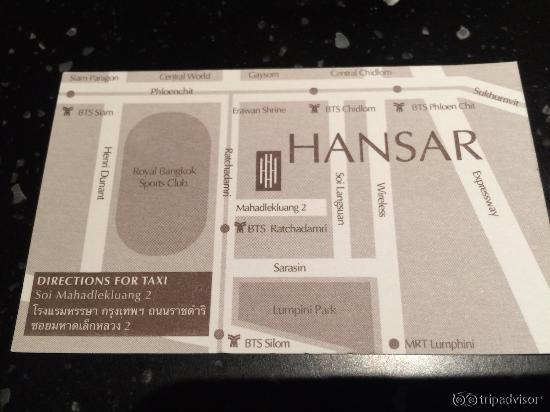 Siam Paragon
Central World
Gaysorn
Central Chidlom
Phloenchit
Sukhumvit
BTS Siam
Erawan Shrine
BTS Chidlom
BTS Phloen Chit
Henri Dunant
Royal Bangkok
Sports Club
Ratchadamri
HANSAR
Soi Langsuan
Wireless
Expressway
Mahadlekluang 2
BTS Ratchadamri
Sarasin
DIRECTIONS FOR TAXI
Soi Mahadlekluang 2
โรงแรมหรรษา กรุงเทพฯ ถนนราชดำริ
ซอยมหาดเล็กหลวง 2
Lumpini Park
BTS Silom
MRT Lumphini
tripadvisor